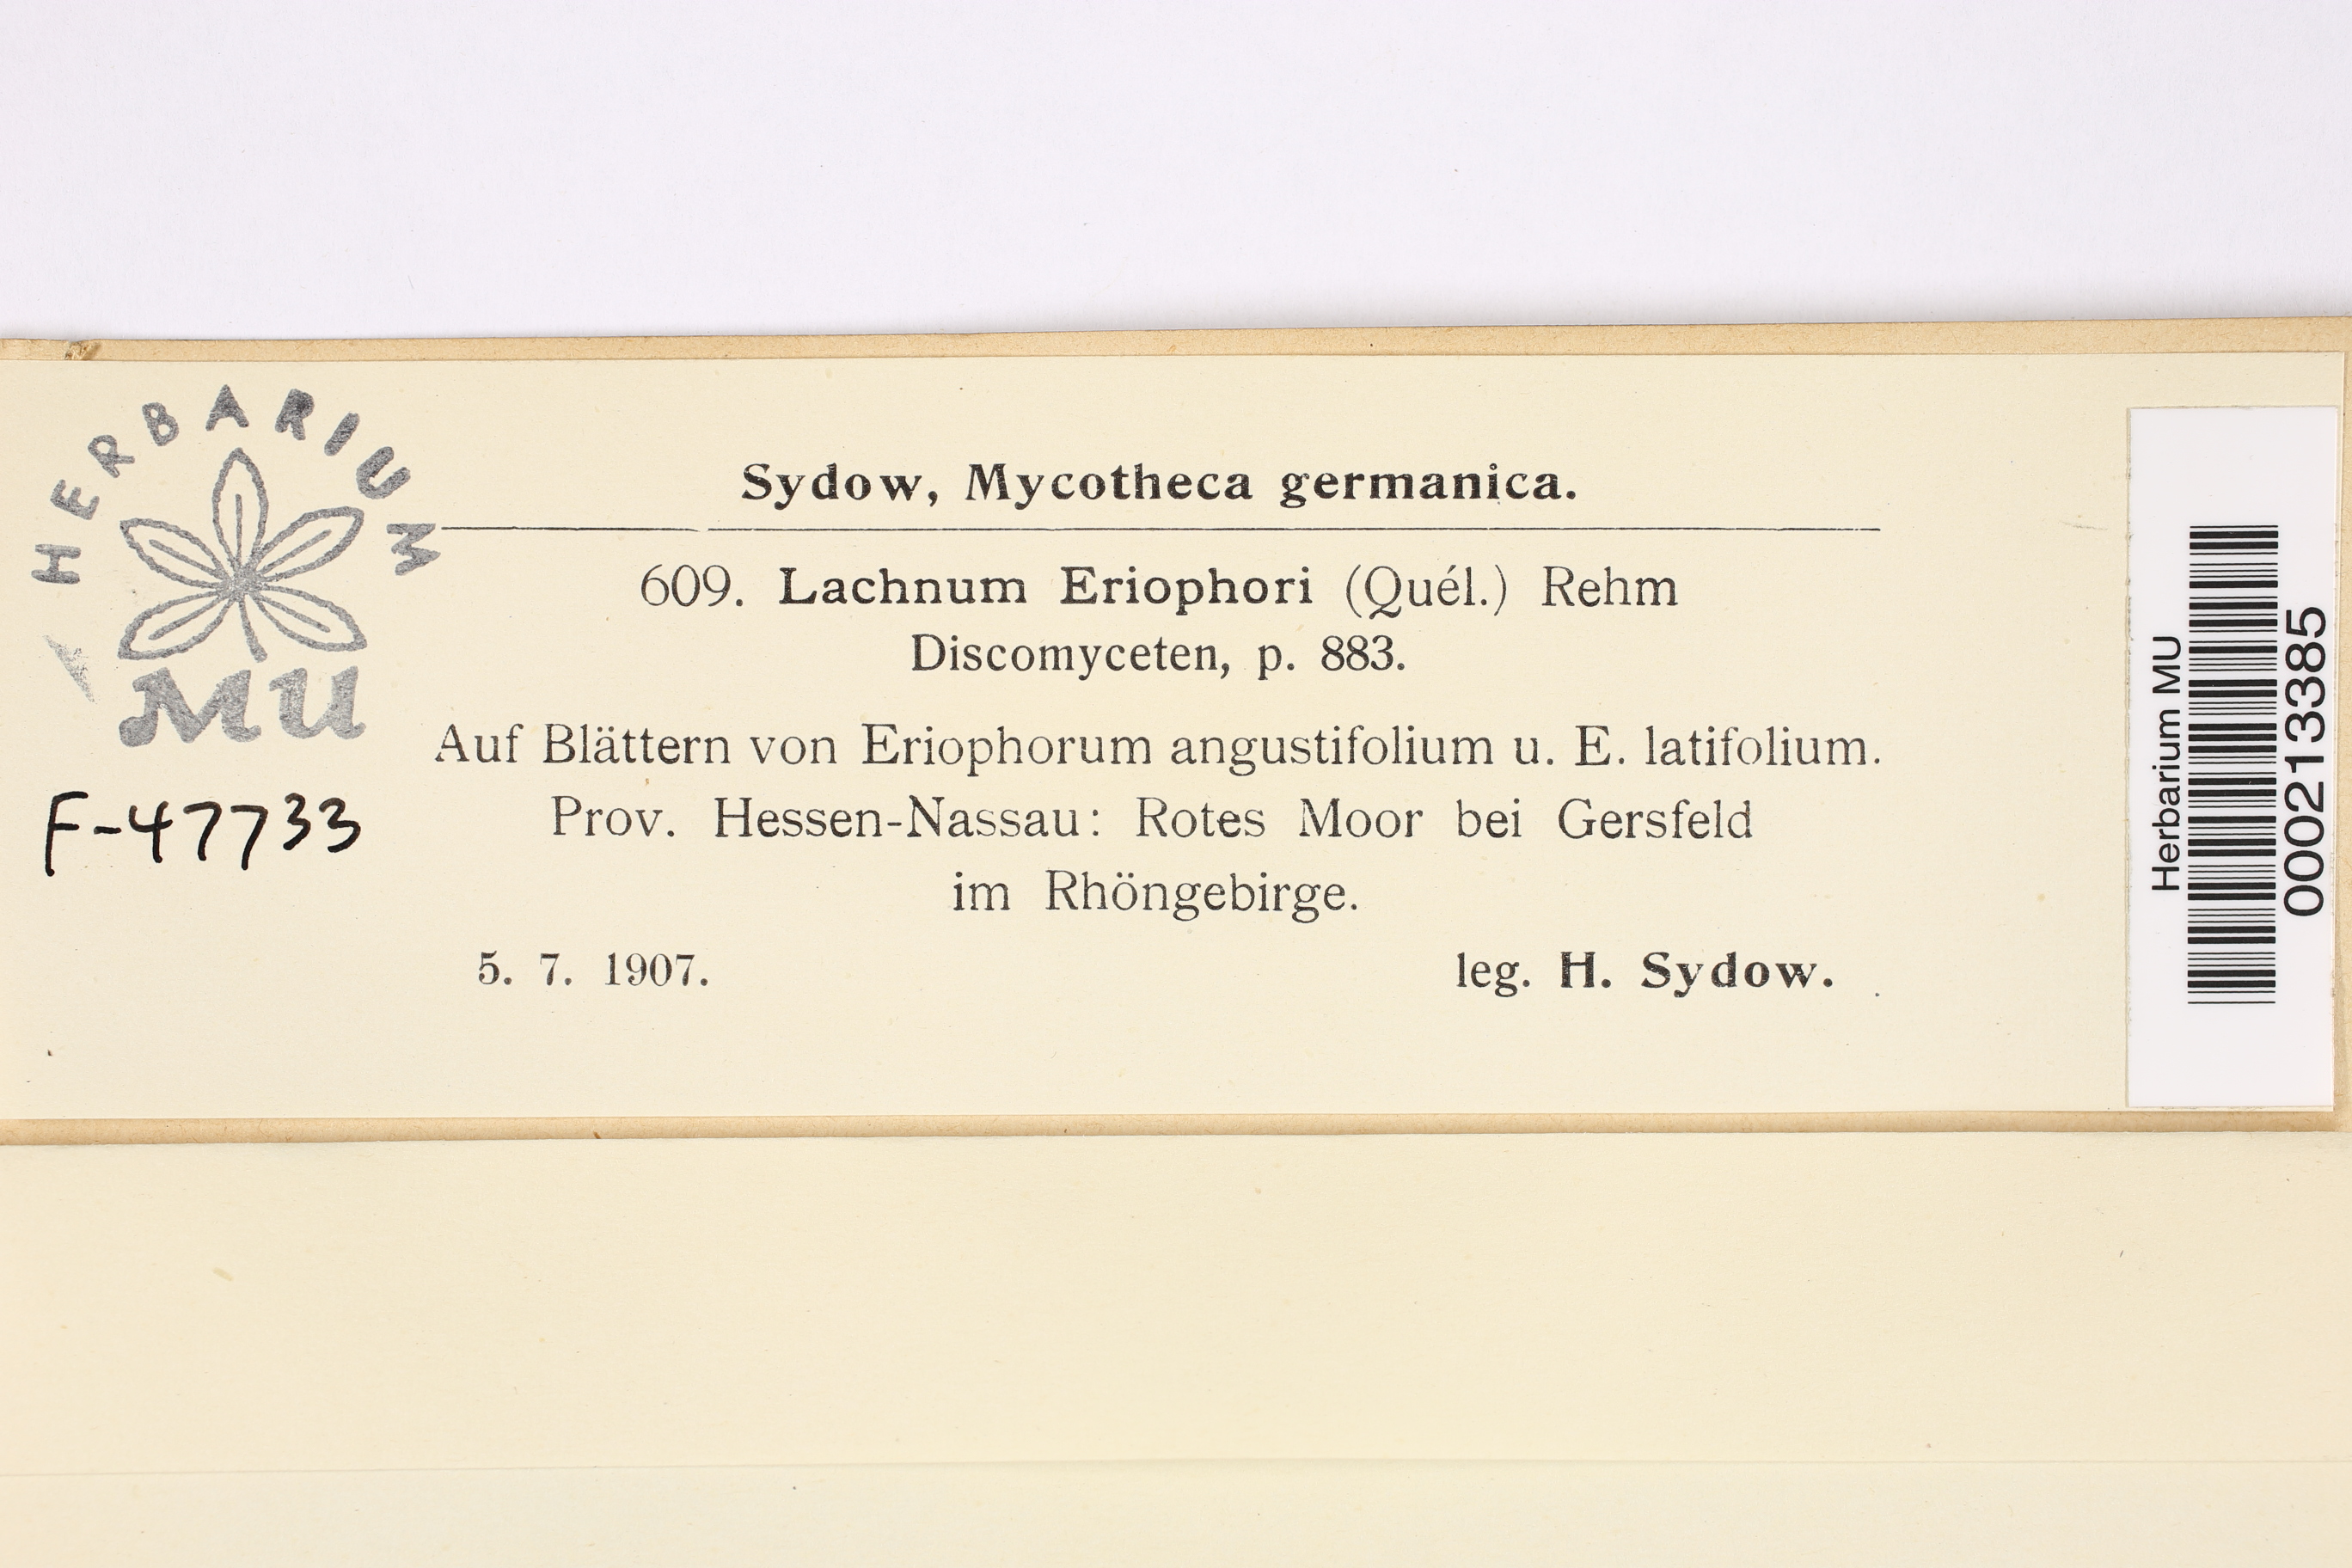 HERBARIUM
MU
F-47733
Sydow, Mycotheca germanica.
609. Lachnum Eriophori (Quél.) Rehm
Discomyceten, p. 883.
Auf Blättern von Eriophorum angustifolium u. E. latifolium.
Prov. Hessen-Nassau: Rotes Moor bei Gersfeld
im Rhöngebirge.
5. 7. 1907. leg. H. Sydow.
Herbarium MU
000213385